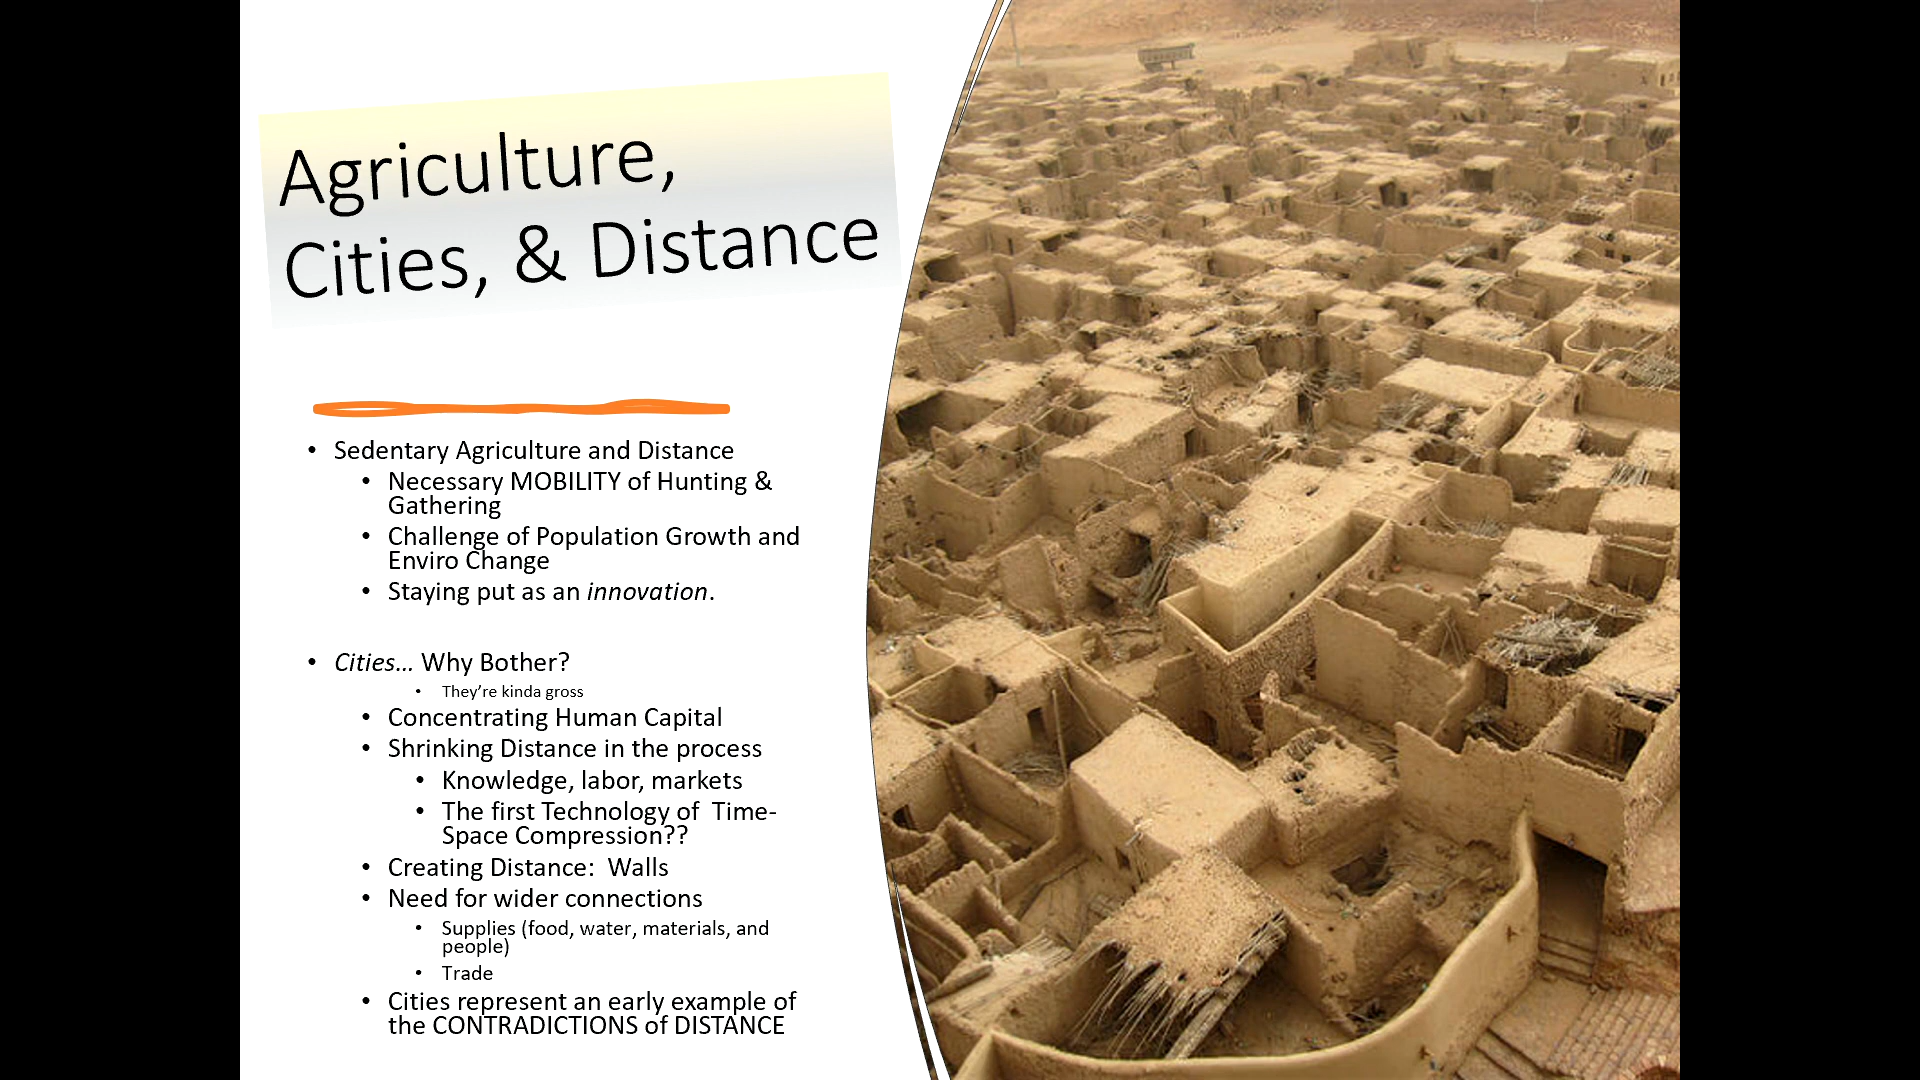 Agriculture,
Cities, & Distance
• Sedentary Agriculture and Distance
• Necessary MOBILITY of Hunting &
Gathering
• Challenge of Population Growth and
Enviro Change
• Staying put as an innovation.
• Cities… Why Bother?
• They’re kinda gross
• Concentrating Human Capital
• Shrinking Distance in the process
• Knowledge, labor, markets
• The first Technology of  Time-
Space Compression??
• Creating Distance:  Walls
• Need for wider connections
• Supplies (food, water, materials, and
people)
• Trade
• Cities represent an early example of
the CONTRADICTIONS of DISTANCE